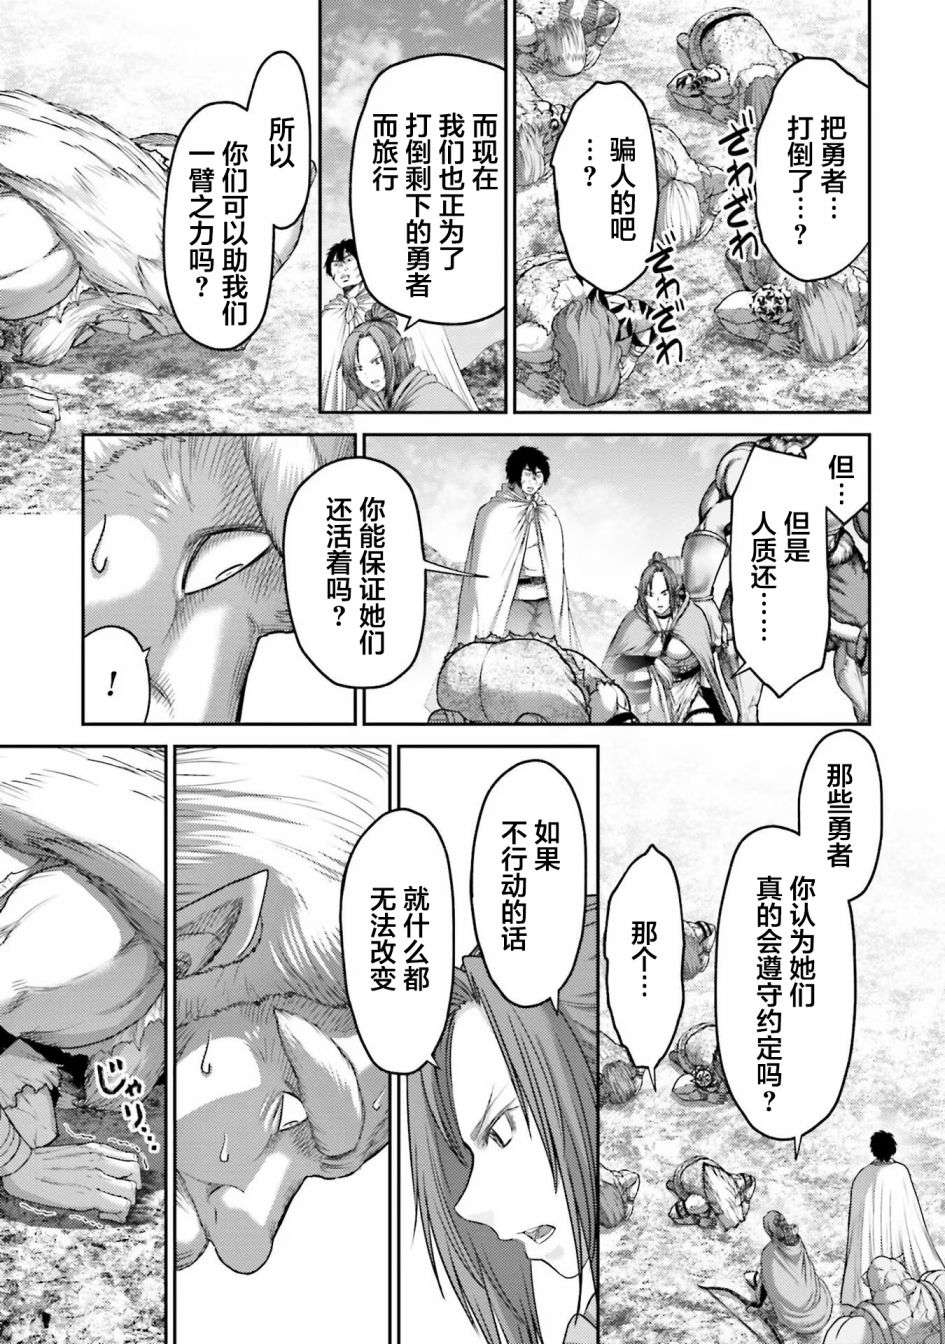 把勇者…
打倒了…?
骗人的吧
…?
ざわざわ
ざわざわ
而现在
我们也正为了
打倒剩下的勇者
而旅行
所以
你们可以助我们
一臂之力吗?
但…
但是
人质还……
你能保证她们
还活着吗?
!
那些勇者
你认为她们
真的会遵守约定吗?
那个…
如果
不行动的话
就什么都
无法改变
じゃり…